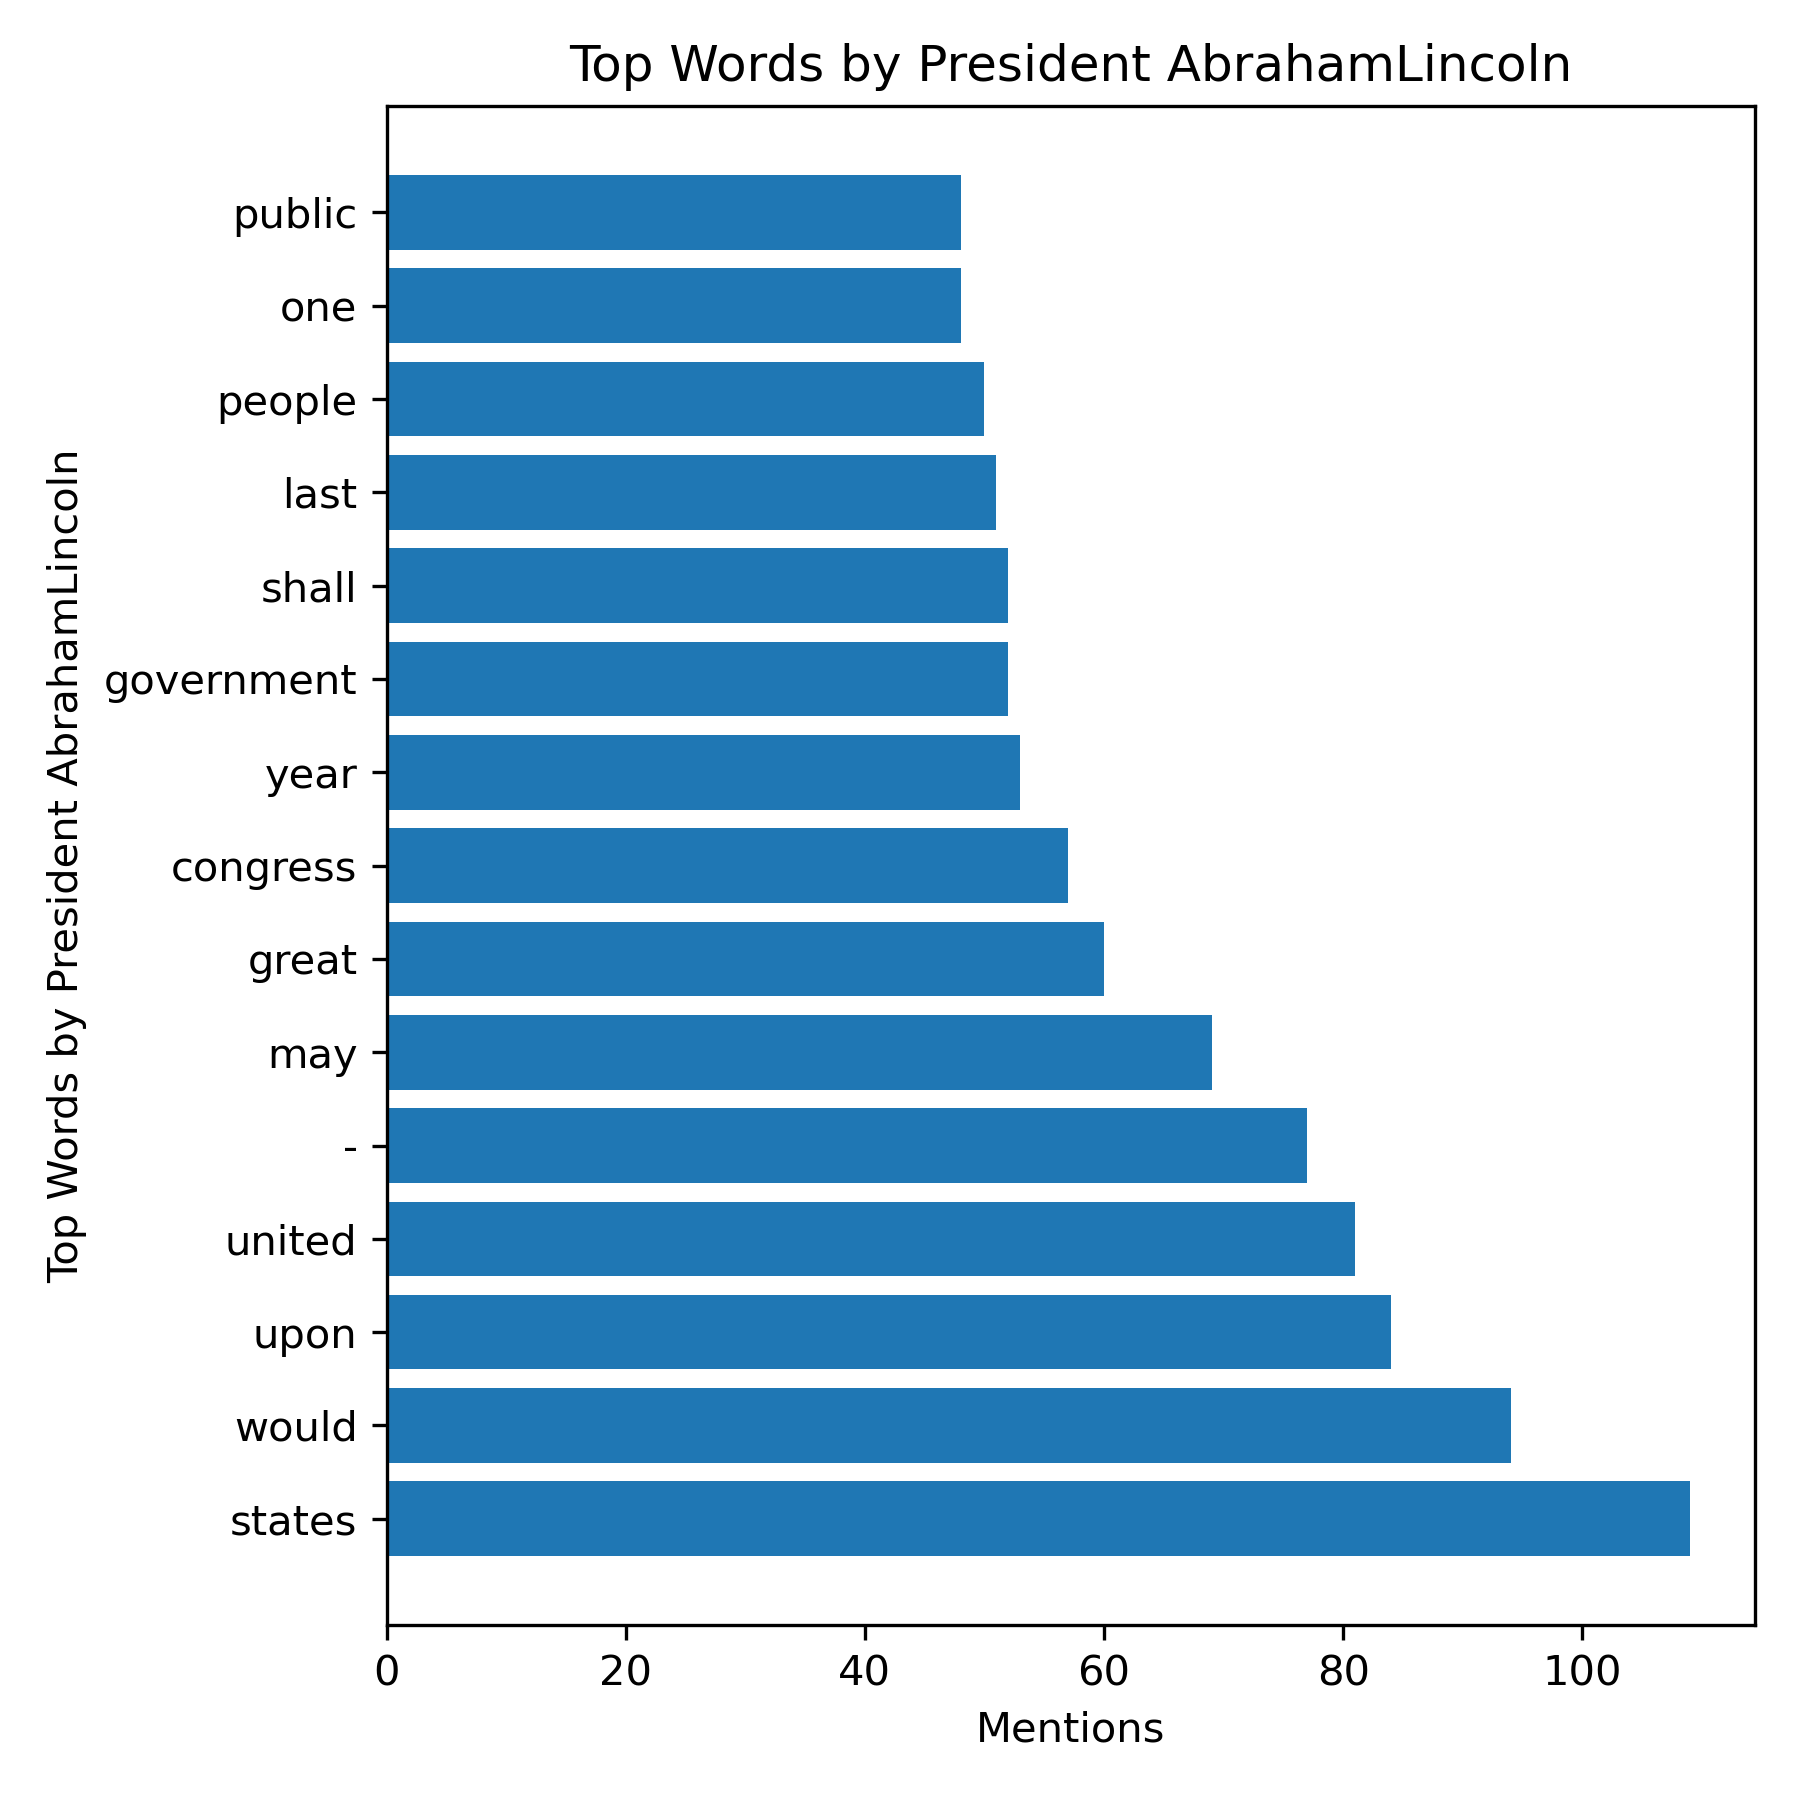 Top Words by President AbrahamLincoln
Top Words by President AbrahamLincoln
public
one
people
last
shall
government
year
congress
great
may
-
united
upon
would
states
0 20 40 60 80 100
Mentions